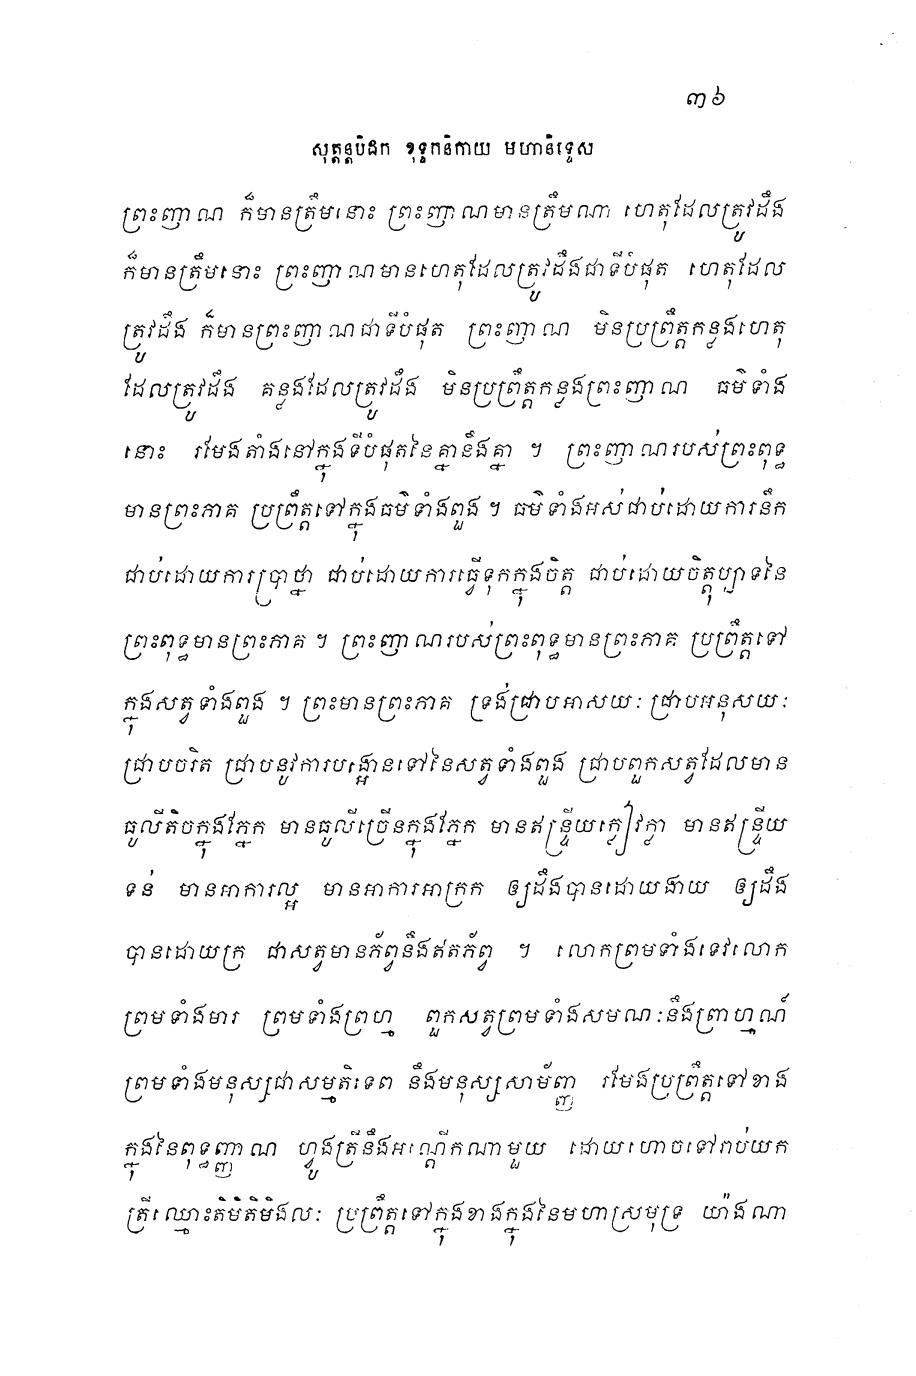 ៣៦
សុត្តន្តបិដក ខុទ្ទកនិកាយ មហានិទ្ទេស
ព្រះញាណ ក៏មានត្រឹមនោះ ព្រះញាណមានត្រឹមណា ហេតុដែលត្រូវដឹង
ក៏មានត្រឹមនោះ ព្រះញាណមានហេតុដែលត្រូវដឹងជាទីបំផុត ហេតុដែល
ត្រូវដឹង ក៏មានព្រះញាណជាទីបំផុត ព្រះញាណ មិនប្រព្រឹត្តកន្លងហេតុ
ដែលត្រូវដឹង គន្លងដែលត្រូវដឹង មិនប្រព្រឹត្តកន្លងព្រះញាណ ធម៌ទាំង
នោះ រមែងតាំងនៅក្នុងទីបំផុតនៃគ្នានឹងគ្នា ។ ព្រះញាណរបស់ព្រះពុទ្ធ
មានព្រះភាគ ប្រព្រឹត្តទៅក្នុងធម៌ទាំងពួង ។ ធម៌ទាំងអស់ជាប់ដោយការនឹក
ជាប់ដោយការប្រាថ្នា ជាប់ដោយការធ្វើទុកក្នុងចិត្ត ជាប់ដោយចិត្តុប្បាទនៃ
ព្រះពុទ្ធមានព្រះភាគ ។ ព្រះញាណរបស់ព្រះពុទ្ធមានព្រះភាគ ប្រព្រឹត្តទៅ
ក្នុងសត្វទាំងពួង ។ ព្រះមានព្រះភាគ ទ្រង់ជ្រាបអាសយៈ ជ្រាបអនុសយៈ
ជ្រាបចរិត ជ្រាបនូវការបង្អោនទៅនៃសត្វទាំងពួង ជ្រាបពួកសត្វដែលមាន
ធូលីតិចក្នុងភ្នែក មានធូលីច្រើនក្នុងភ្នែក មានឥន្ទ្រីយក្លៀវក្លា មានឥន្ទ្រីយ
ទន់ មានអាការល្អ មានអាការអាក្រក ឲ្យដឹងបានដោយងាយ ឲ្យដឹង
បានដោយក្រ ជាសត្វមានភ័ព្វនឹងឥតភ័ព្វ ។ លោកព្រមទាំងទេវលោក
ព្រមទាំងមារ ព្រមទាំងព្រហ្ម ពួកសត្វព្រមទាំងសមណៈនឹងព្រាហ្មណ៍
ព្រមទាំងមនុស្សជាសម្មតិទេព នឹងមនុស្សសាម័ញ្ញ រមែងប្រព្រឹត្តទៅខាង
ក្នុងនៃពុទ្ធញ្ញាណ ហ្វូងត្រីនឹងអណ្តើកណាមួយ ដោយហោចទៅរាប់យក
ត្រីឈ្មោះតិមិតិមិងលៈ ប្រព្រឹត្តទៅក្នុងខាងក្នុងនៃមហាស្រមុទ្រ យ៉ាងណា